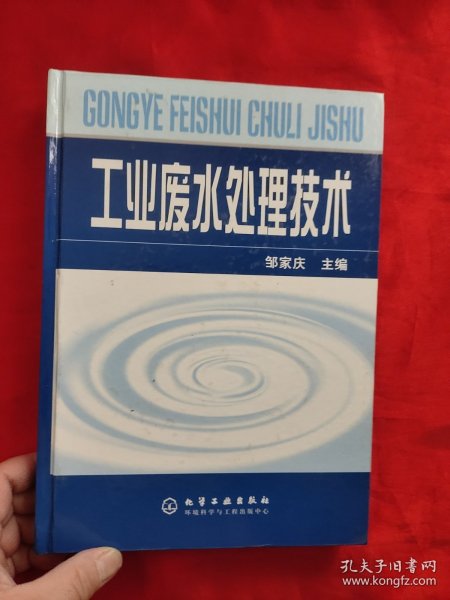 GONGYE FEISHUI CHULI JISHU
工业废水处理技术
邹家庆 主编
化学工业出版社
环境科学与工程出版中心
孔夫子旧书网
www.kongfz.com